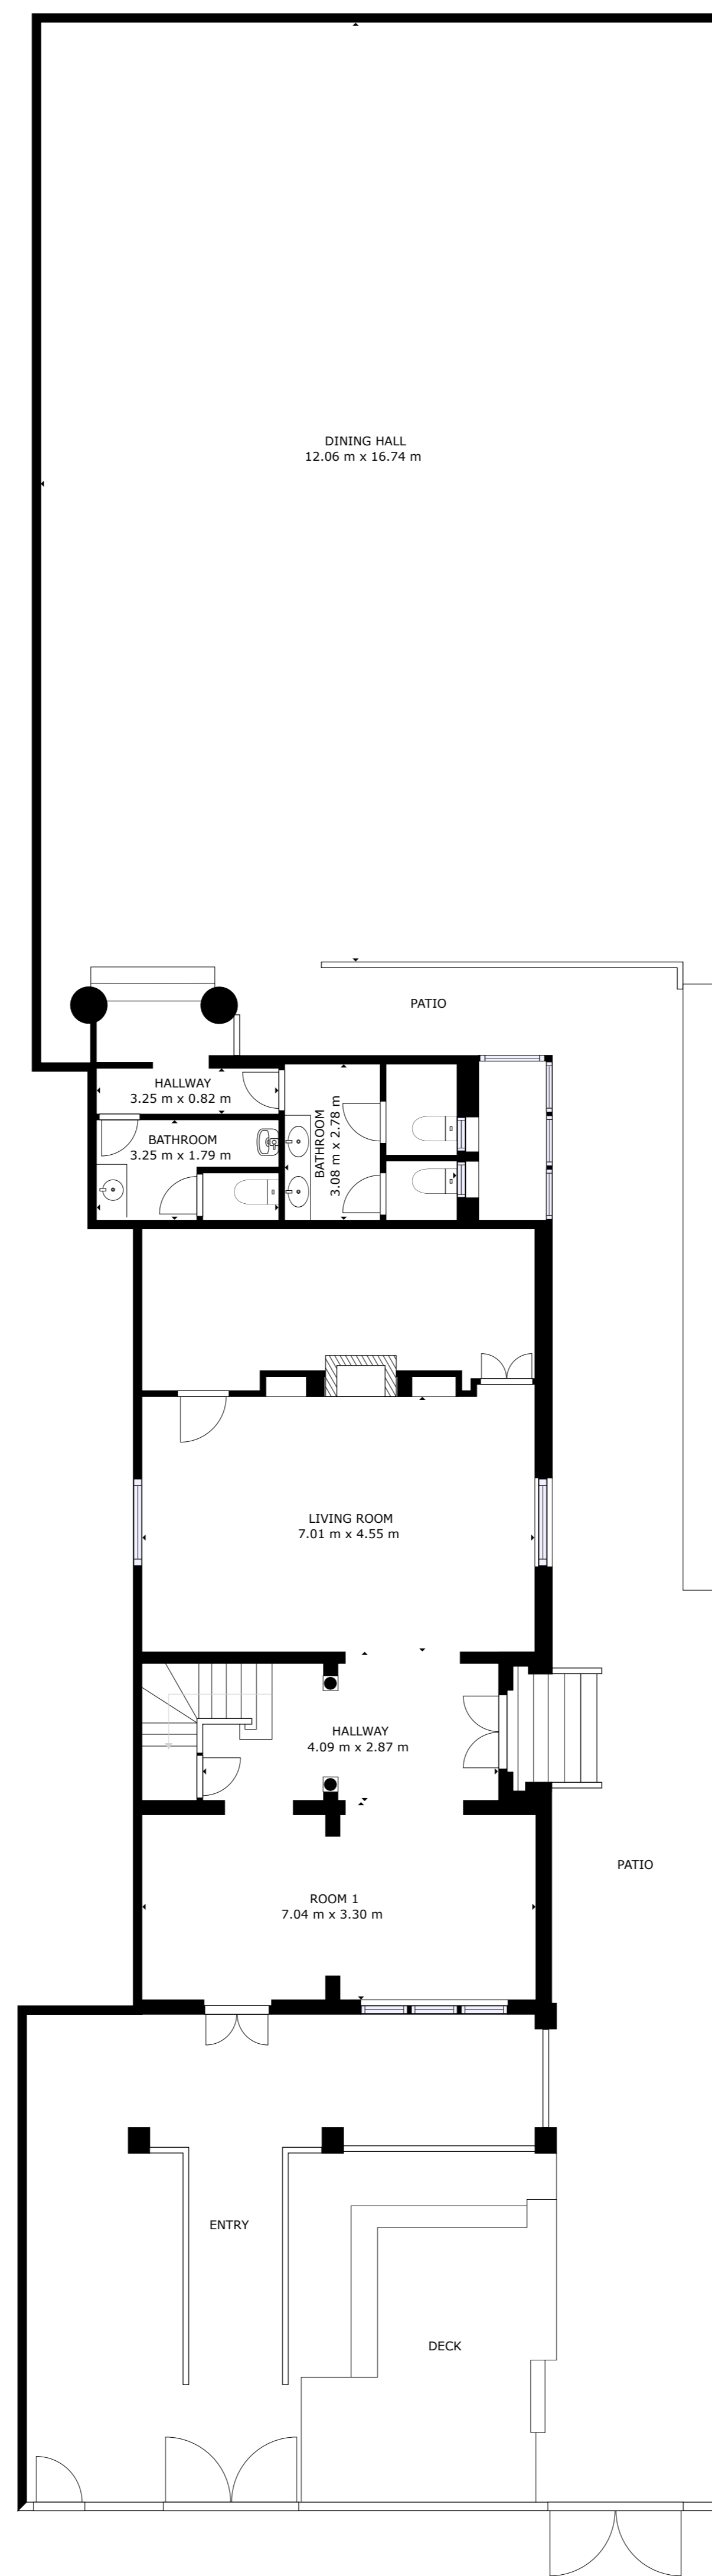 DINING HALL
12.06 m x 16.74 m
PATIO
HALLWAY
3.25 m x 0.82 m
BATHROOM
3.25 m x 1.79 m
BATHROOM
3.08 m x 2.78 m
LIVING ROOM
7.01 m x 4.55 m
HALLWAY
4.09 m x 2.87 m
PATIO
ROOM 1
7.04 m x 3.30 m
ENTRY
DECK